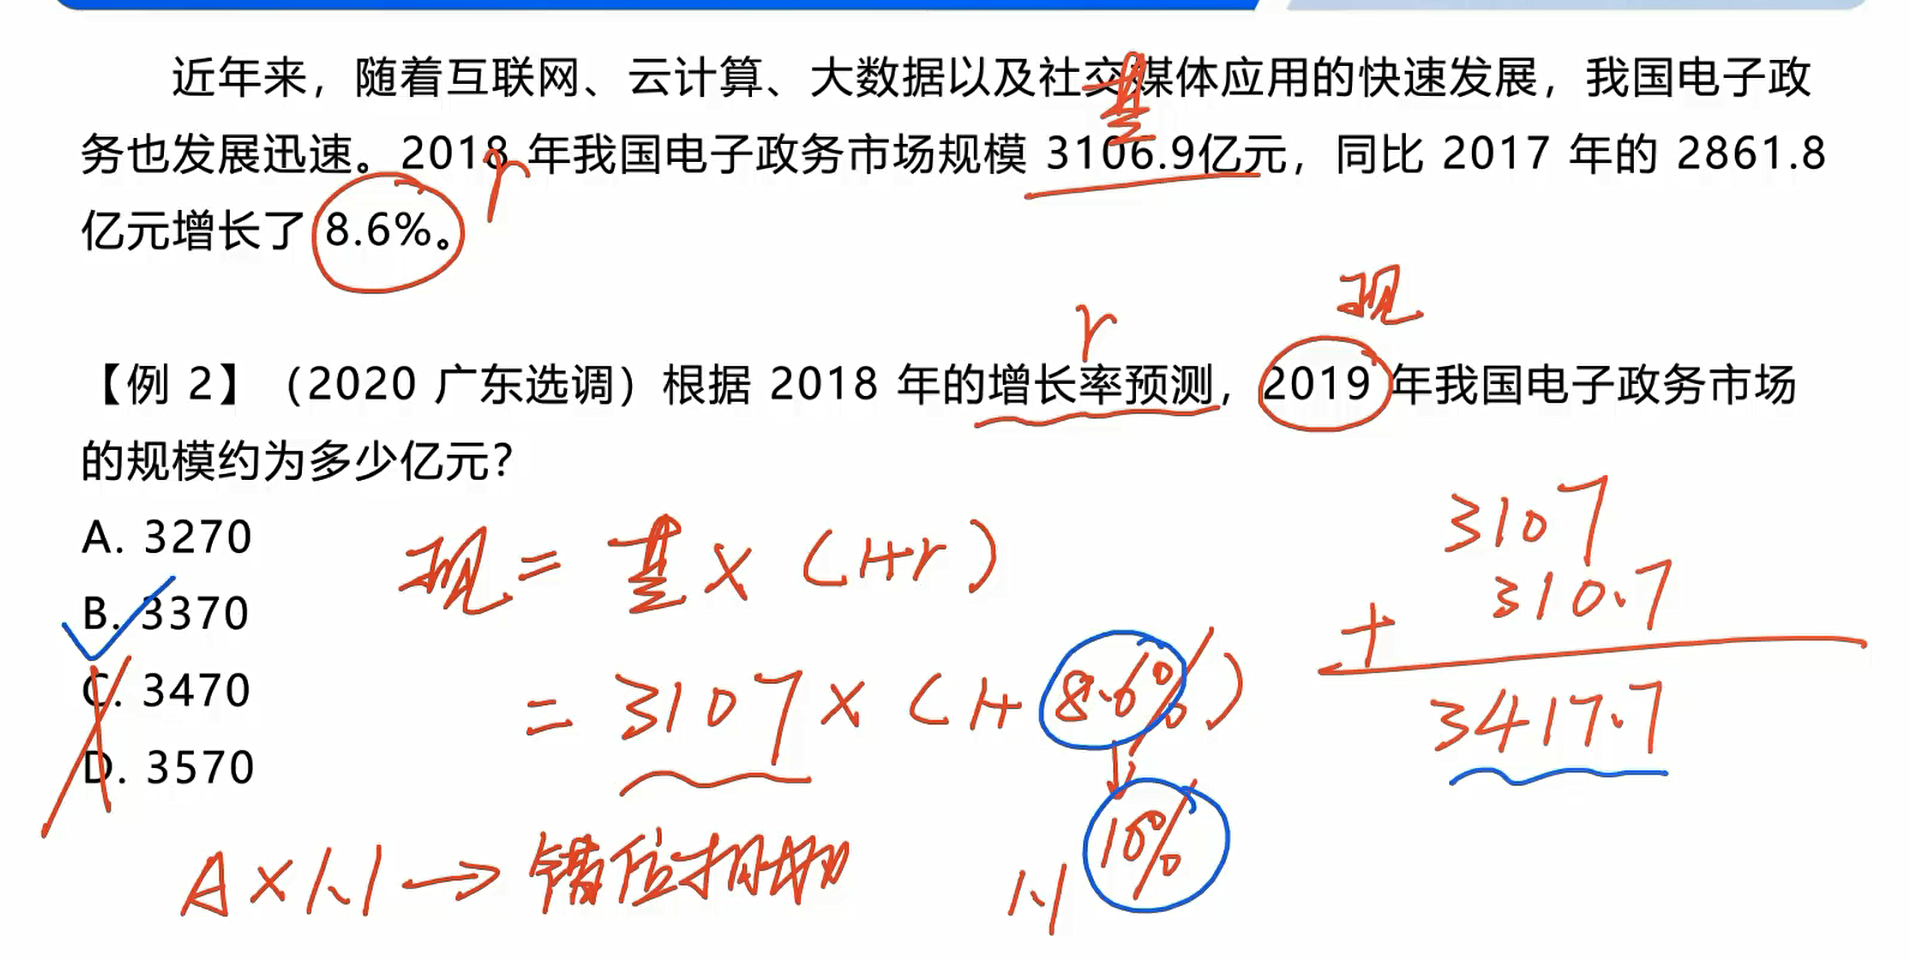 近年来，随着互联网、云计算、大数据以及社交媒体应用的快速发展，我国电子政
基
务也发展迅速。2018 年我国电子政务市场规模 3106.9亿元，同比 2017 年的 2861.8
r
亿元增长了 8.6%。
r
现
【例 2】（2020 广东选调）根据 2018 年的增长率预测，2019 年我国电子政务市场
的规模约为多少亿元？
A. 3270
B. 3370
C. 3470
D. 3570
现 = 基 × (1+r)
= 3107 × (1+8.6%)
10%
1.1
A×1.1 → 错位相加
3107
+ 310.7
3417.7